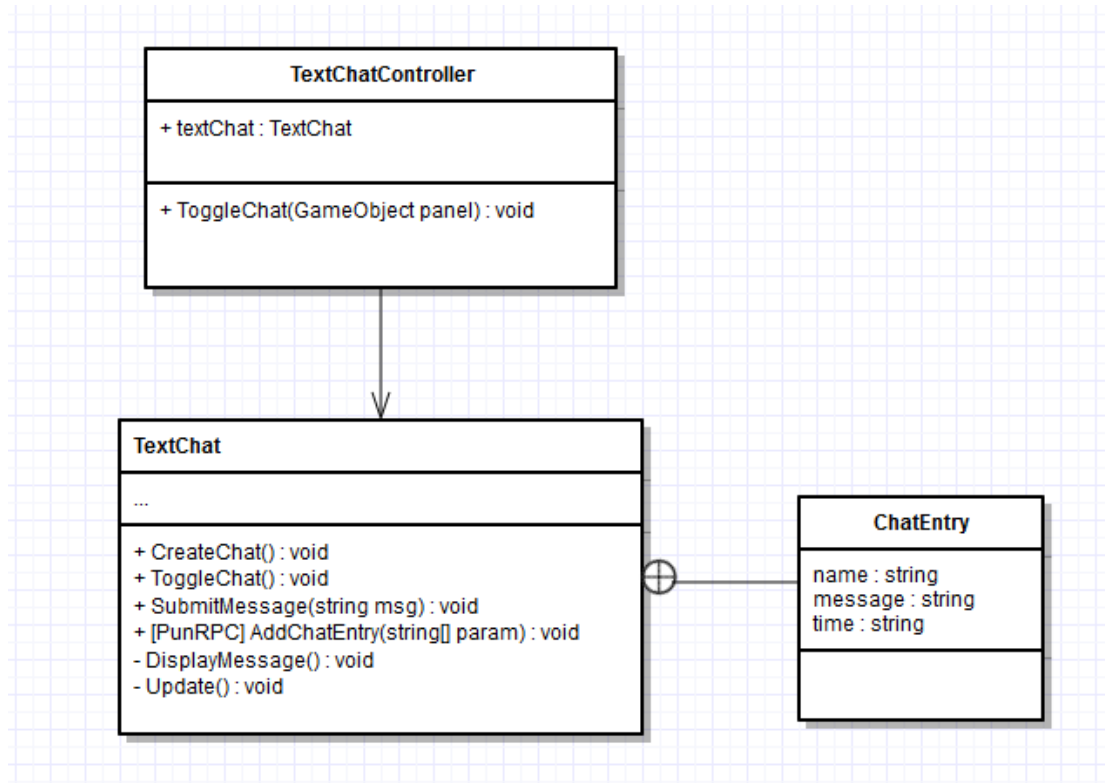 TextChatController
+ textChat : TextChat
+ ToggleChat(GameObject panel) : void
TextChat
...
+ CreateChat() : void
+ ToggleChat() : void
+ SubmitMessage(string msg) : void
+ [PunRPC] AddChatEntry(string[] param) : void
- DisplayMessage() : void
- Update() : void
ChatEntry
name : string
message : string
time : string